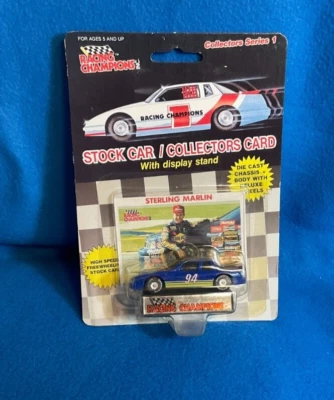 FOR AGES 5 AND UP
Collectors Series 1
RACING
CHAMPIONS
1
RACING CHAMPIONS
STOCK CAR / COLLECTORS CARD
With display stand
DIE CAST
CHASSIS
BODY WITH
DELUXE
WHEELS
STERLING MARLIN
HIGH SPEED
FREEWHEELING
STOCK CAR
94
RACING CHAMPIONS